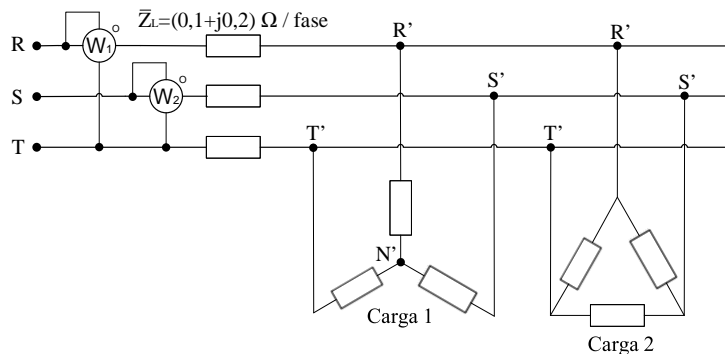 Z̅L=(0,1+j0,2) Ω / fase
R W1 O R' R'
S W2 O S' S'
T T' T'
N'
Carga 1
Carga 2